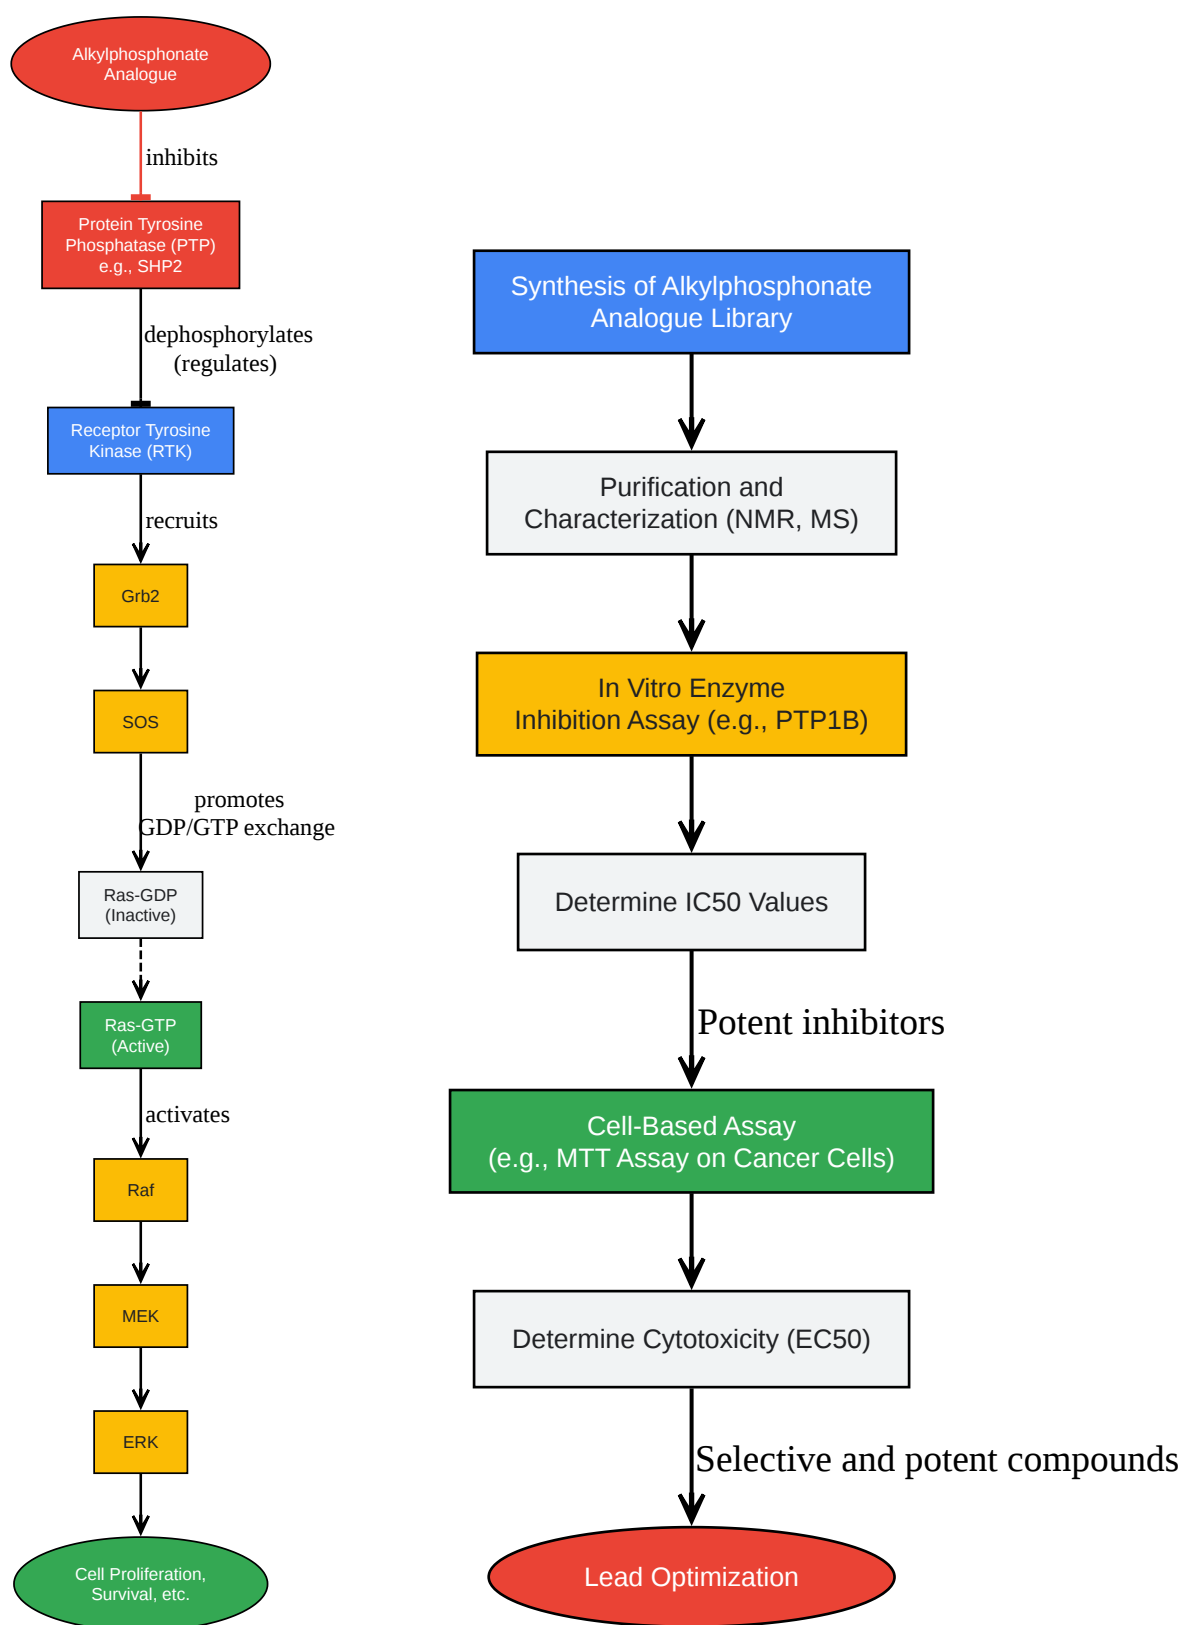 Alkylphosphonate
Analogue
inhibits
Protein Tyrosine
Phosphatase (PTP)
e.g., SHP2
dephosphorylates
(regulates)
Receptor Tyrosine
Kinase (RTK)
recruits
Grb2
SOS
promotes
GDP/GTP exchange
Ras-GDP
(Inactive)
Ras-GTP
(Active)
activates
Raf
MEK
ERK
Cell Proliferation,
Survival, etc.
Synthesis of Alkylphosphonate
Analogue Library
Purification and
Characterization (NMR, MS)
In Vitro Enzyme
Inhibition Assay (e.g., PTP1B)
Determine IC50 Values
Potent inhibitors
Cell-Based Assay
(e.g., MTT Assay on Cancer Cells)
Determine Cytotoxicity (EC50)
Selective and potent compounds
Lead Optimization